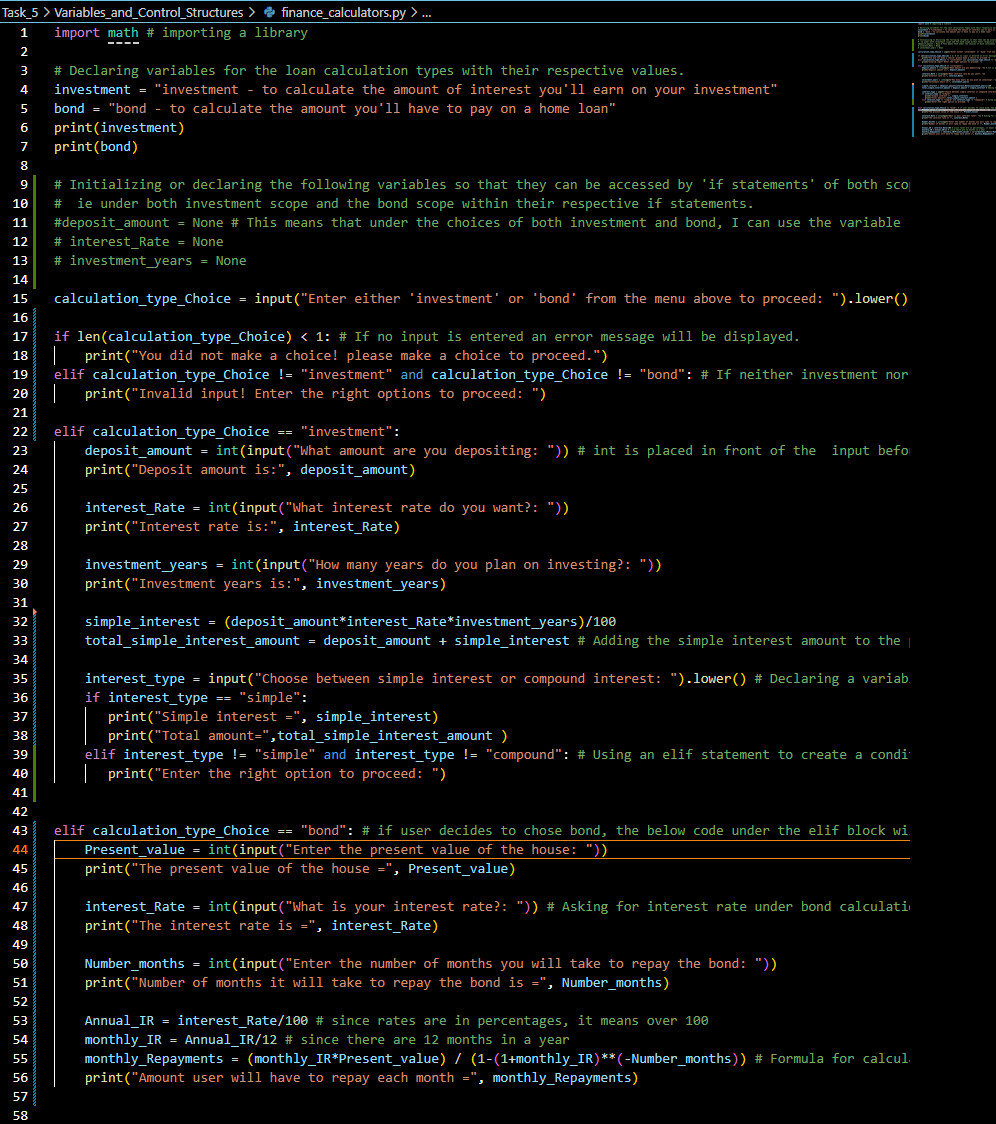 Task_5 > Variables_and_Control_Structures > finance_calculators.py > ...
1 import math # importing a library
2
3 # Declaring variables for the loan calculation types with their respective values.
4 investment = "investment - to calculate the amount of interest you'll earn on your investment"
5 bond = "bond - to calculate the amount you'll have to pay on a home loan"
6 print(investment)
7 print(bond)
8
9 # Initializing or declaring the following variables so that they can be accessed by 'if statements' of both sco
10 #  ie under both investment scope and the bond scope within their respective if statements.
11 #deposit_amount = None # This means that under the choices of both investment and bond, I can use the variable
12 # interest_Rate = None
13 # investment_years = None
14
15 calculation_type_Choice = input("Enter either 'investment' or 'bond' from the menu above to proceed: ").lower()
16
17 if len(calculation_type_Choice) < 1: # If no input is entered an error message will be displayed.
18     print("You did not make a choice! please make a choice to proceed.")
19 elif calculation_type_Choice != "investment" and calculation_type_Choice != "bond": # If neither investment nor
20     print("Invalid input! Enter the right options to proceed: ")
21
22 elif calculation_type_Choice == "investment":
23     deposit_amount = int(input("What amount are you depositing: ")) # int is placed in front of the  input befo
24     print("Deposit amount is:", deposit_amount)
25
26     interest_Rate = int(input("What interest rate do you want?: "))
27     print("Interest rate is:", interest_Rate)
28
29     investment_years = int(input("How many years do you plan on investing?: "))
30     print("Investment years is:", investment_years)
31
32     simple_interest = (deposit_amount*interest_Rate*investment_years)/100
33     total_simple_interest_amount = deposit_amount + simple_interest # Adding the simple interest amount to the
34
35     interest_type = input("Choose between simple interest or compound interest: ").lower() # Declaring a variab
36     if interest_type == "simple":
37        print("Simple interest =", simple_interest)
38        print("Total amount=",total_simple_interest_amount )
39     elif interest_type != "simple" and interest_type != "compound": # Using an elif statement to create a condi
40        print("Enter the right option to proceed: ")
41
42
43 elif calculation_type_Choice == "bond": # if user decides to chose bond, the below code under the elif block wi
44     Present_value = int(input("Enter the present value of the house: "))
45     print("The present value of the house =", Present_value)
46
47     interest_Rate = int(input("What is your interest rate?: ")) # Asking for interest rate under bond calculati
48     print("The interest rate is =", interest_Rate)
49
50     Number_months = int(input("Enter the number of months you will take to repay the bond: "))
51     print("Number of months it will take to repay the bond is =", Number_months)
52
53     Annual_IR = interest_Rate/100 # since rates are in percentages, it means over 100
54     monthly_IR = Annual_IR/12 # since there are 12 months in a year
55     monthly_Repayments = (monthly_IR*Present_value) / (1-(1+monthly_IR)**(-Number_months)) # Formula for calcul
56     print("Amount user will have to repay each month =", monthly_Repayments)
57
58